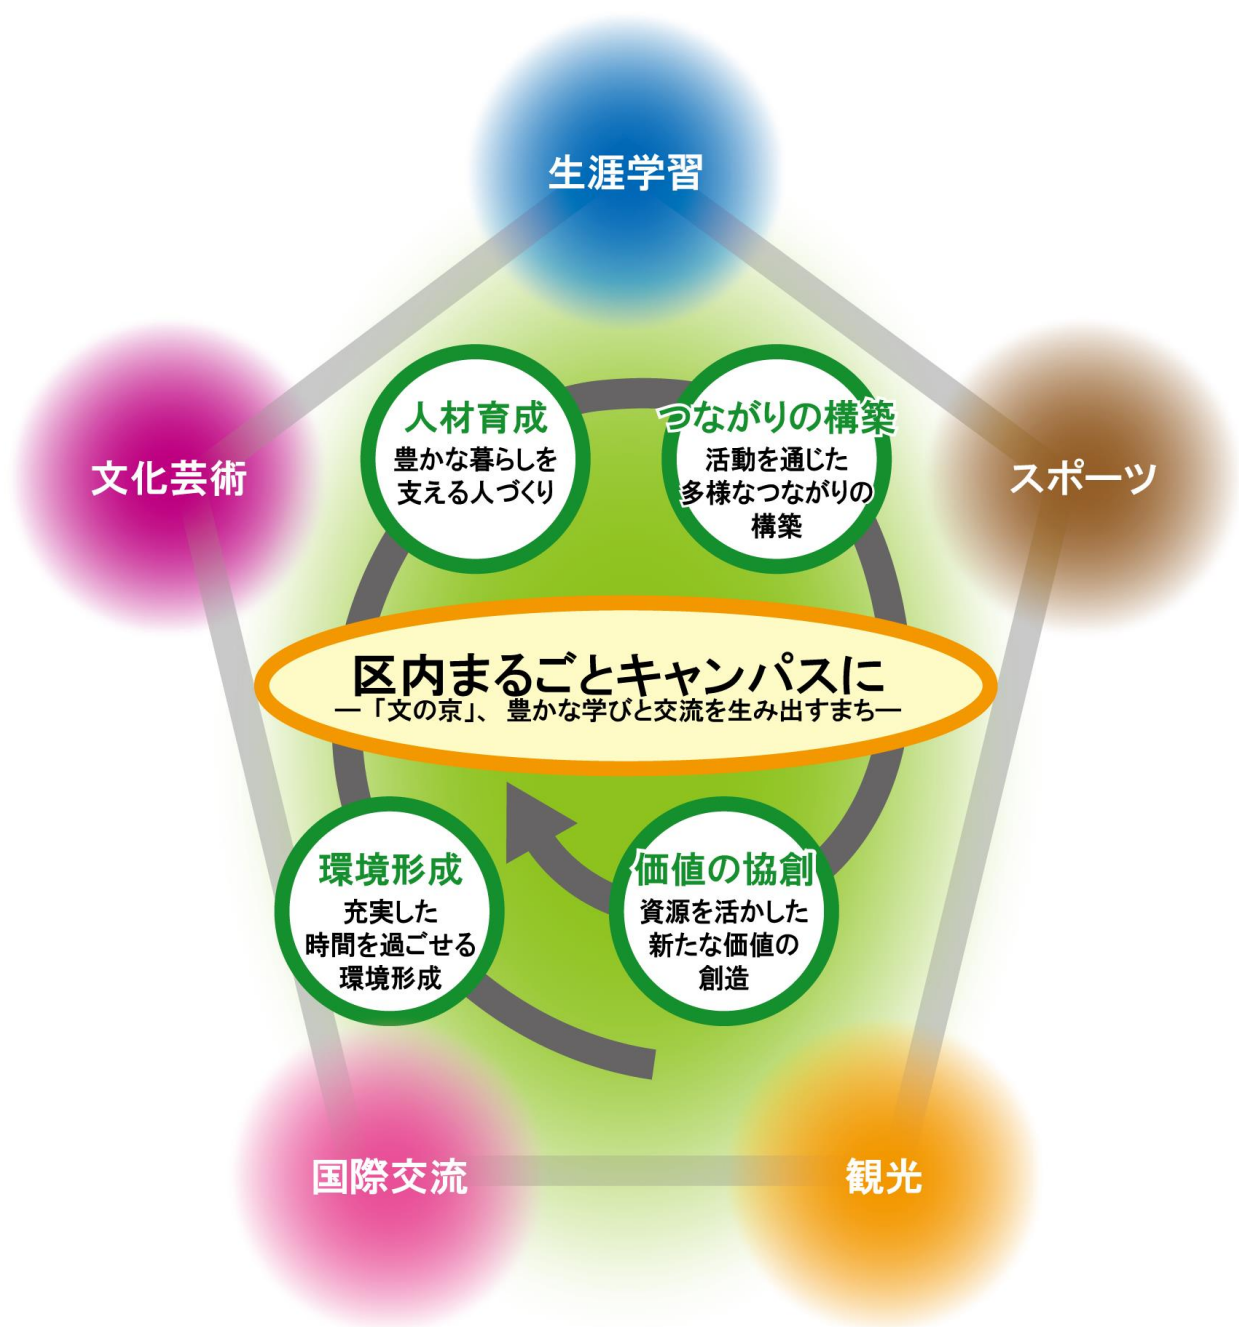 生涯学習
文化芸術
スポーツ
人材育成
豊かな暮らしを
支える人づくり
つながりの構築
活動を通じた
多様なつながりの
構築
区内まるごとキャンパスに
―「文の京」、豊かな学びと交流を生み出すまち―
環境形成
充実した
時間を過ごせる
環境形成
価値の協創
資源を活かした
新たな価値の
創造
国際交流
観光